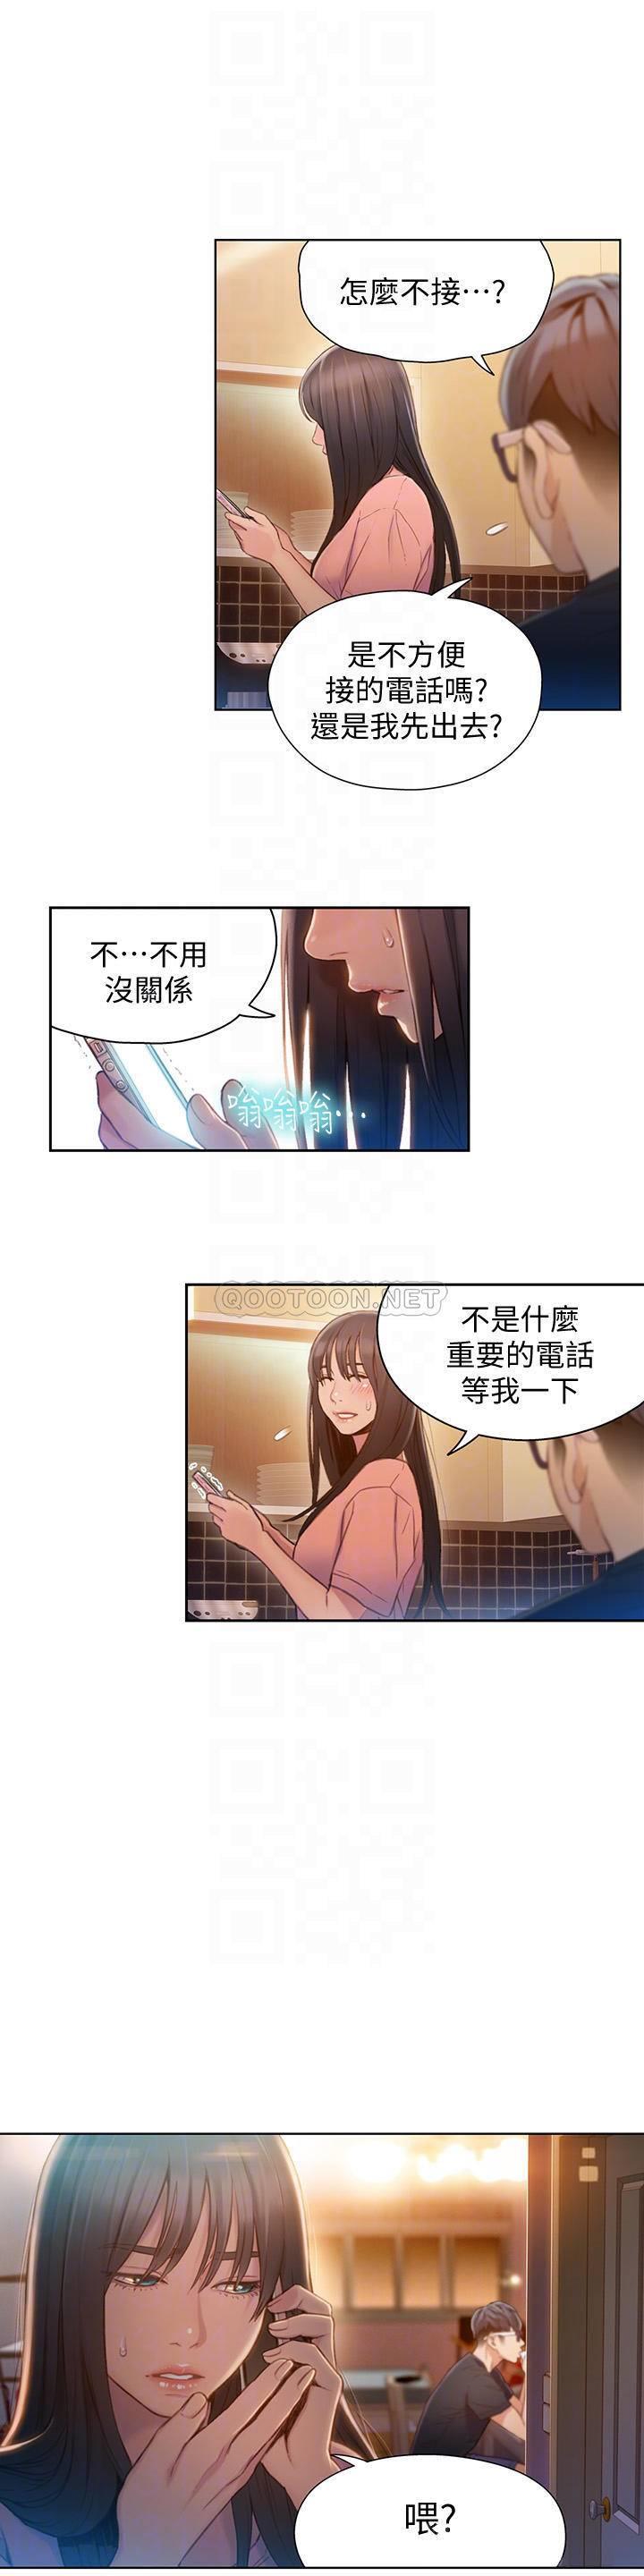 怎麼不接⋯?
是不方便
接的電話嗎?
還是我先出去?
不⋯不用
沒關係
嗡嗡嗡⋯
QOOTOON.NET
不是什麼
重要的電話
等我一下
喂?